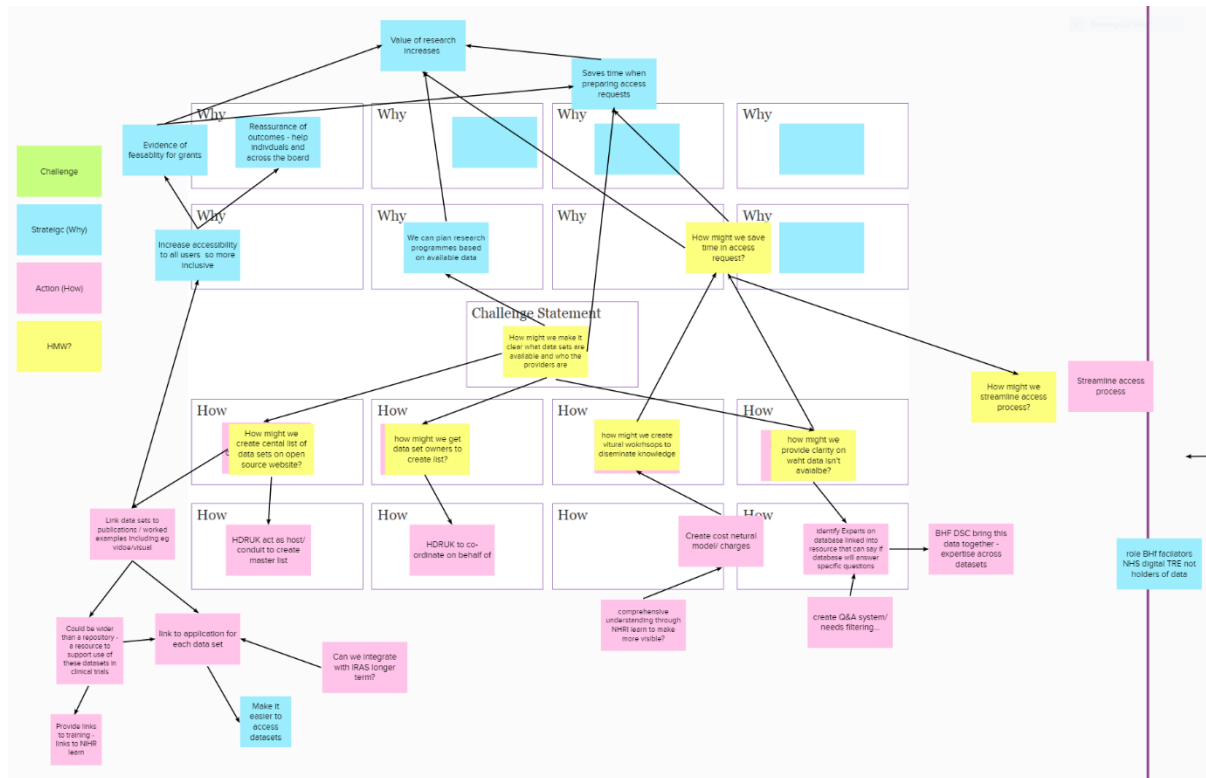 Value of research
increases
Saves time when
preparing access
requests
Why
Why
Why
Why
Evidence of
feasablity for grants
Reassurance of
outcomes - help
indivduals and
across the board
Challenge
Strateigc (Why)
Action (How)
HMW?
Why
Why
Why
Why
Increase accessibility
to all users so more
inclusive
We can plan research
programmes based
on available data
How might we save
time in access
request?
Challenge Statement
How might we make it
clear what data sets are
available and who the
providers are
How might we
streamline access
process?
Streamline access
process
How
How
How
How
How might we
create cental list of
data sets on open
source website?
how might we get
data set owners to
create list?
how might we create
vitural wokrhsops to
diseminate knowledge
how might we
provide clarity on
waht data isn't
avaialbe?
How
How
How
How
Link data sets to
publications / worked
examples including eg
vidoe/visual
HDRUK act as host/
conduit to create
master list
HDRUK to co-
ordinate on behalf of
Create cost netural
model/ charges
identify Experts on
database linked into
resource that can say if
database will answer
specific questions
BHF DSC bring this
data together -
expertise across
datasets
role BHf faciliators
NHS digital TRE not
holders of data
Could be wider
than a repository -
a resource to
support use of
these datasets in
clinical trials
link to application for
each data set
Can we integrate
with IRAS longer
term?
comprehensive
understanding through
NHRI learn to make
more visible?
create Q&A system/
needs filtering...
Provide links
to training -
links to NIHR
learn
Make it
easier to
access
datasets